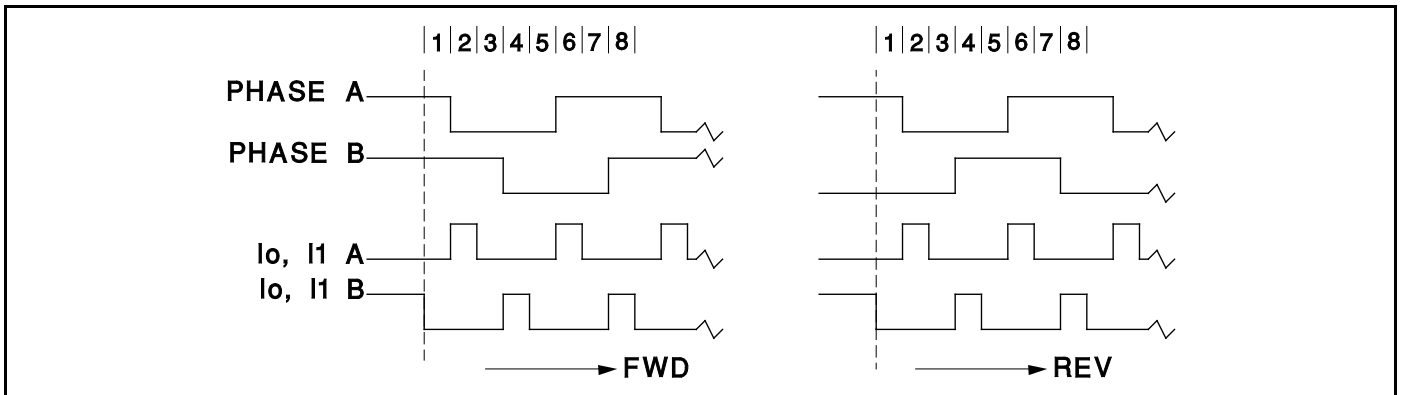 |1|2|3|4|5|6|7|8| |1|2|3|4|5|6|7|8|
PHASE A
PHASE B
Io, I1 A
Io, I1 B
FWD REV